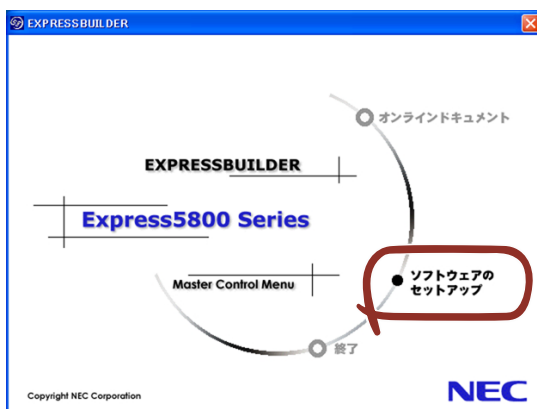 EXPRESSBUILDER
オンラインドキュメント
EXPRESSBUILDER
Express5800 Series
ソフトウェアの
セットアップ
Master Control Menu
終了
Copyright NEC Corporation
NEC